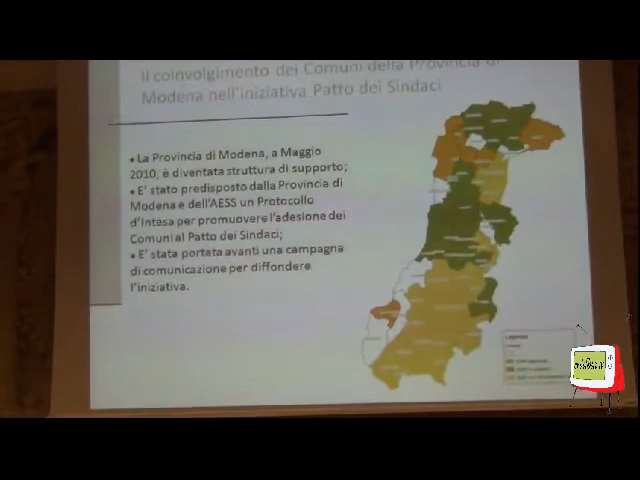 Il coinvolgimento dei Comuni della Provincia di
Modena nell'iniziativa Patto dei Sindaci
• La Provincia di Modena, a Maggio
2010, è diventata struttura di supporto;
• E' stato predisposto dalla Provincia di
Modena e dell'AESS un Protocollo
d'Intesa per promuovere l'adesione dei
Comuni al Patto dei Sindaci;
• E' stata portata avanti una campagna
di comunicazione per diffondere
l'iniziativa.
Legenda